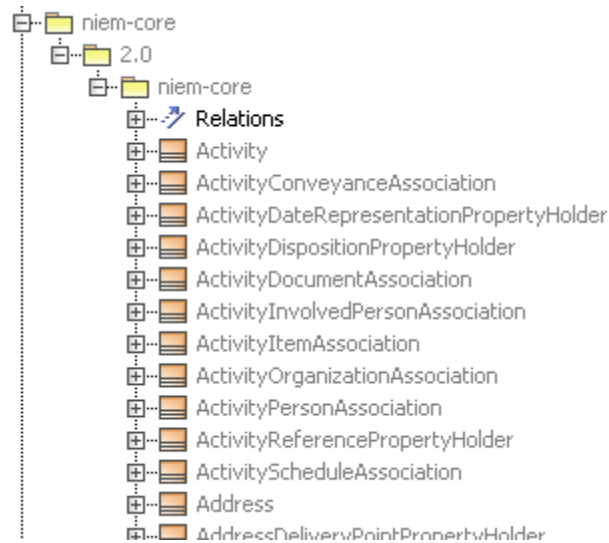 niem-core
2.0
niem-core
Relations
Activity
ActivityConveyanceAssociation
ActivityDateRepresentationPropertyHolder
ActivityDispositionPropertyHolder
ActivityDocumentAssociation
ActivityInvolvedPersonAssociation
ActivityItemAssociation
ActivityOrganizationAssociation
ActivityPersonAssociation
ActivityReferencePropertyHolder
ActivityScheduleAssociation
Address
AddressDeliveryPointPropertyHolder